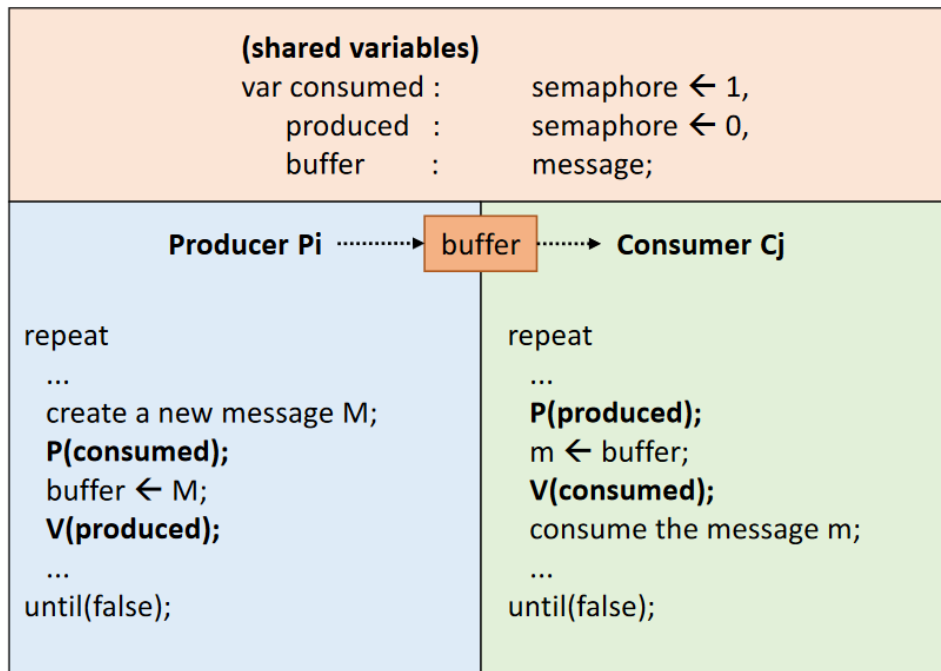 (shared variables)
var consumed : semaphore ← 1,
produced : semaphore ← 0,
buffer : message;
Producer Pi buffer Consumer Cj
repeat
...
create a new message M;
P(consumed);
buffer ← M;
V(produced);
...
until(false);
repeat
...
P(produced);
m ← buffer;
V(consumed);
consume the message m;
...
until(false);